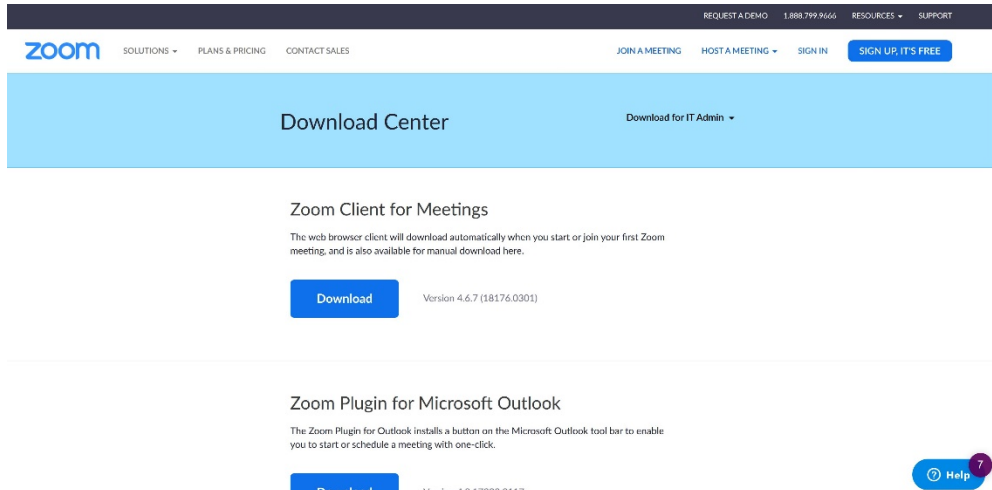 REQUEST A DEMO 1.888.799.9666 RESOURCES SUPPORT
zoom SOLUTIONS PLANS & PRICING CONTACT SALES JOIN A MEETING HOST A MEETING SIGN IN SIGN UP, IT'S FREE
Download Center Download for IT Admin
Zoom Client for Meetings
The web browser client will download automatically when you start or join your first Zoom
meeting, and is also available for manual download here.
Download Version 4.6.7 (18176.0301)
Zoom Plugin for Microsoft Outlook
The Zoom Plugin for Outlook installs a button on the Microsoft Outlook tool bar to enable
you to start or schedule a meeting with one-click.
7
Help
Download Version